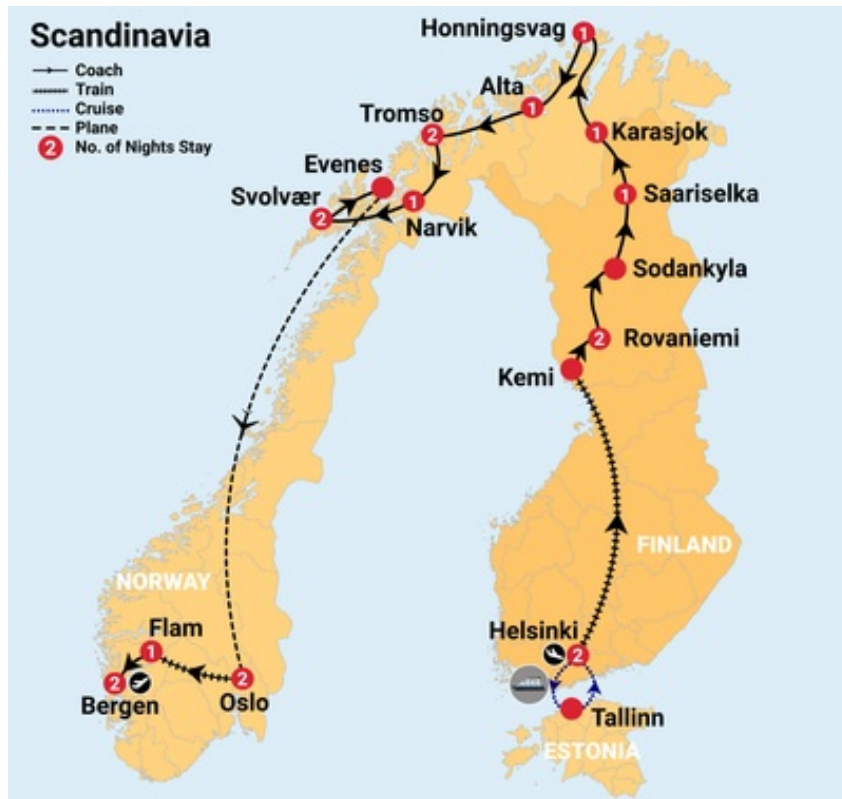 Scandinavia
Coach
Train
Cruise
Plane
2 No. of Nights Stay
Honningsvag
1
Alta
1
Tromso
2
Karasjok
1
Evenes
Saariselka
1
Svolvær
2
1
Narvik
Sodankyla
2 Rovaniemi
Kemi
FINLAND
NORWAY
Flam
1
Helsinki
2
2
Bergen
2
Oslo
Tallinn
ESTONIA